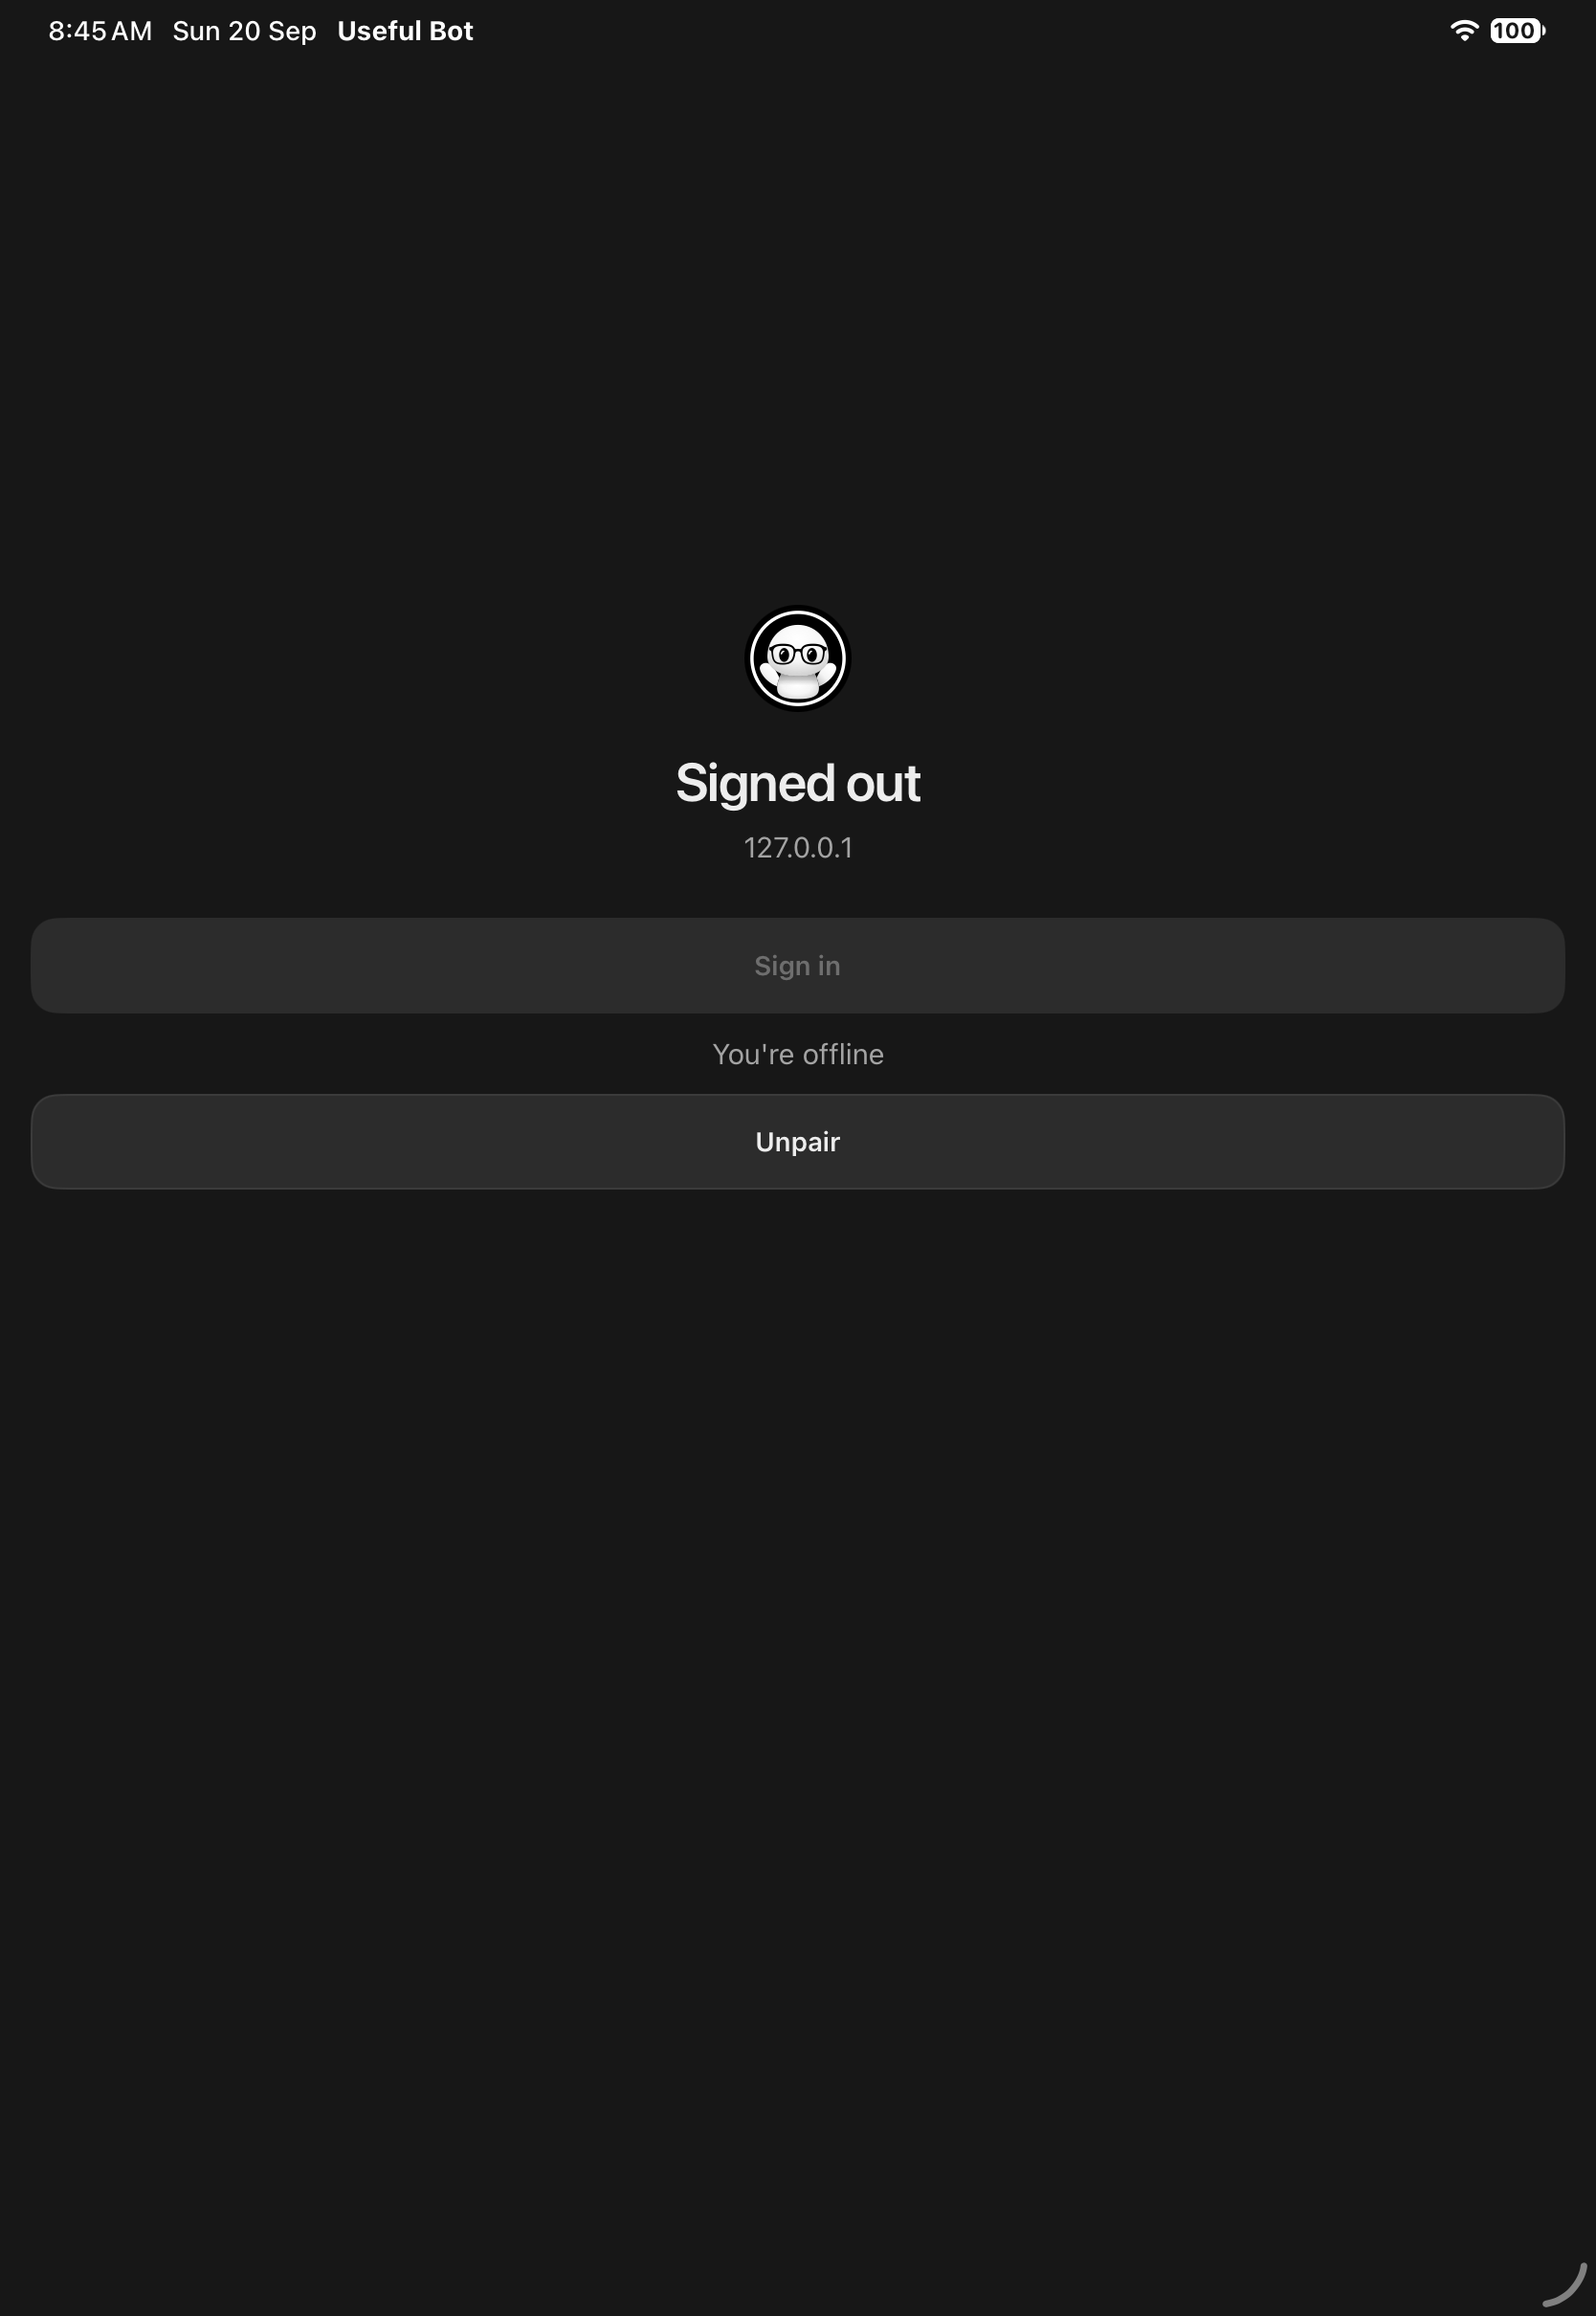 8:45 AM Sun 20 Sep Useful Bot 100
Signed out
127.0.0.1
Sign in
You're offline
Unpair